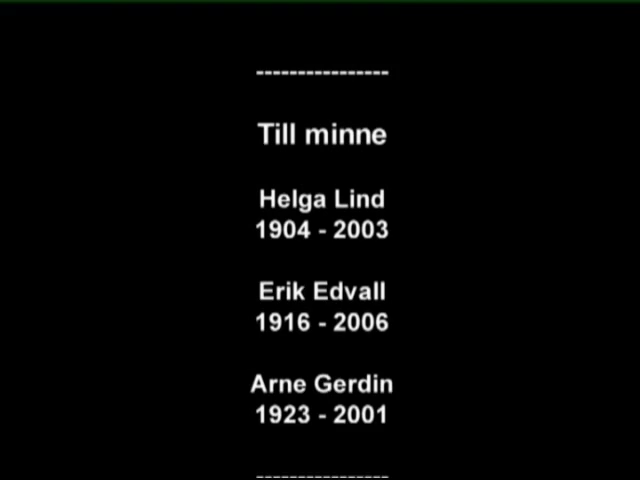 ----------------
Till minne
Helga Lind
1904 - 2003
Erik Edvall
1916 - 2006
Arne Gerdin
1923 - 2001
----------------